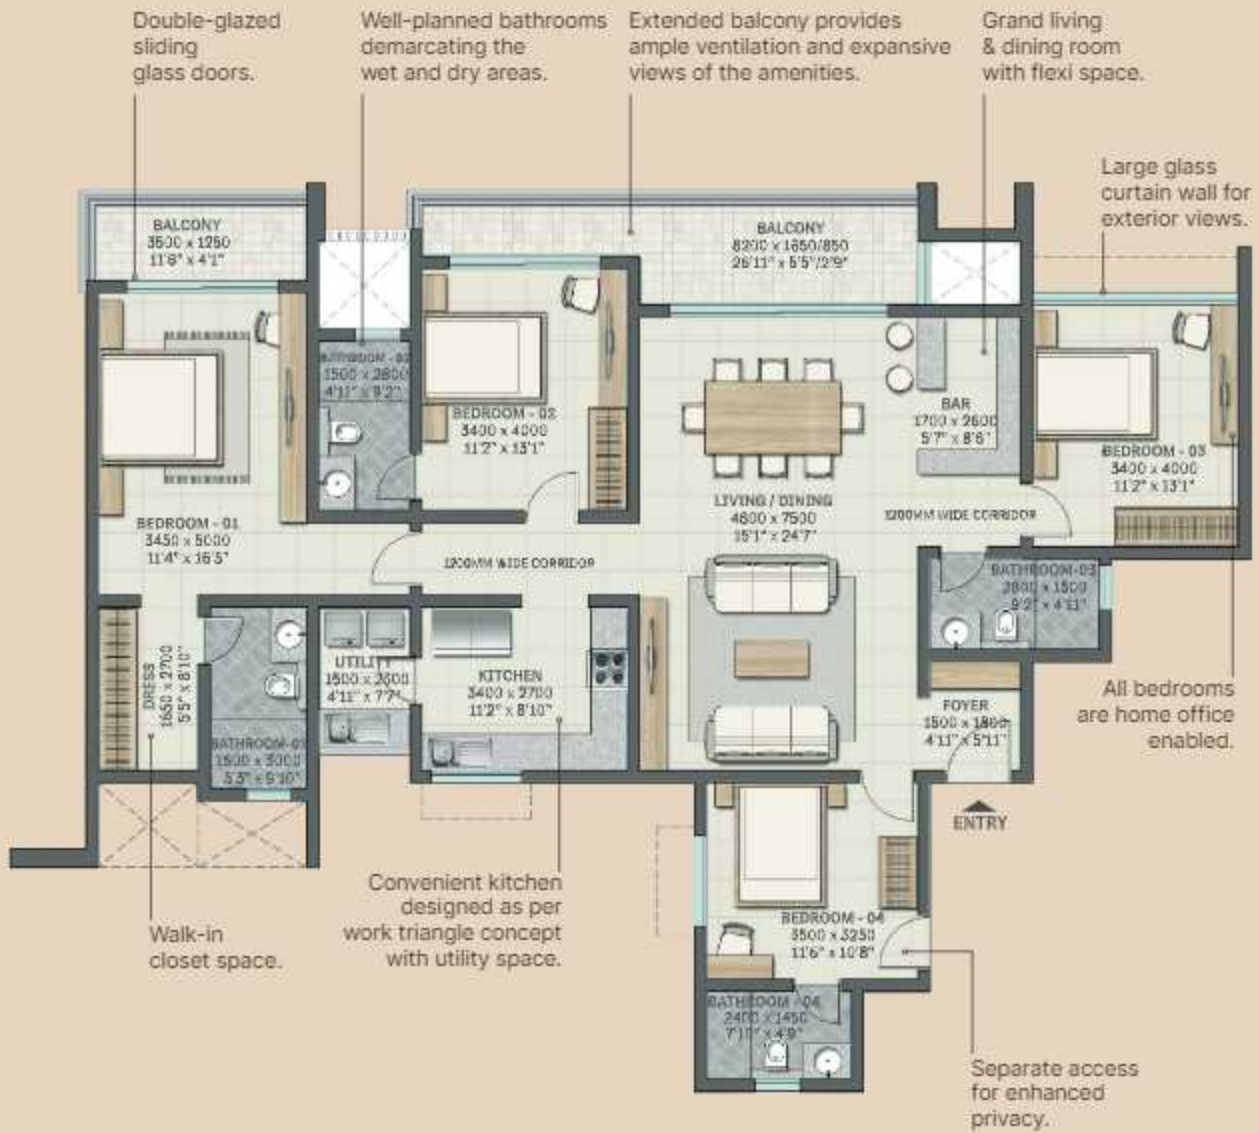 Double-glazed
sliding
glass doors.
Well-planned bathrooms
demarcating the
wet and dry areas.
Extended balcony provides
ample ventilation and expansive
views of the amenities.
Grand living
& dining room
with flexi space.
Large glass
curtain wall for
exterior views.
BALCONY
3500 x 1250
11'6" x 4'1"
BALCONY
8200 x 1650/850
26'11" x 5'5"/2'9"
BATHROOM - 02
1500 x 2800
4'11" x 9'2"
BEDROOM - 02
3400 x 4000
11'2" x 13'1"
BAR
1700 x 2600
5'7" x 8'6"
BEDROOM - 03
3400 x 4000
11'2" x 13'1"
BEDROOM - 01
3450 x 5000
11'4" x 16'5"
LIVING / DINING
4600 x 7500
15'1" x 24'7"
1200MM WIDE CORRIDOR
1200MM WIDE CORRIDOR
BATHROOM-03
2800 x 1500
9'2" x 4'11"
DRESS
1650 x 2700
5'5" x 8'10"
UTILITY
1500 x 2600
4'11" x 7'7"
KITCHEN
3400 x 2700
11'2" x 8'10"
FOYER
1500 x 1800
4'11" x 5'11"
BATHROOM-01
1600 x 3000
5'3" x 9'10"
All bedrooms
are home office
enabled.
ENTRY
Walk-in
closet space.
Convenient kitchen
designed as per
work triangle concept
with utility space.
BEDROOM - 04
3500 x 3250
11'6" x 10'8"
BATHROOM - 04
2400 x 1450
7'10" x 4'9"
Separate access
for enhanced
privacy.